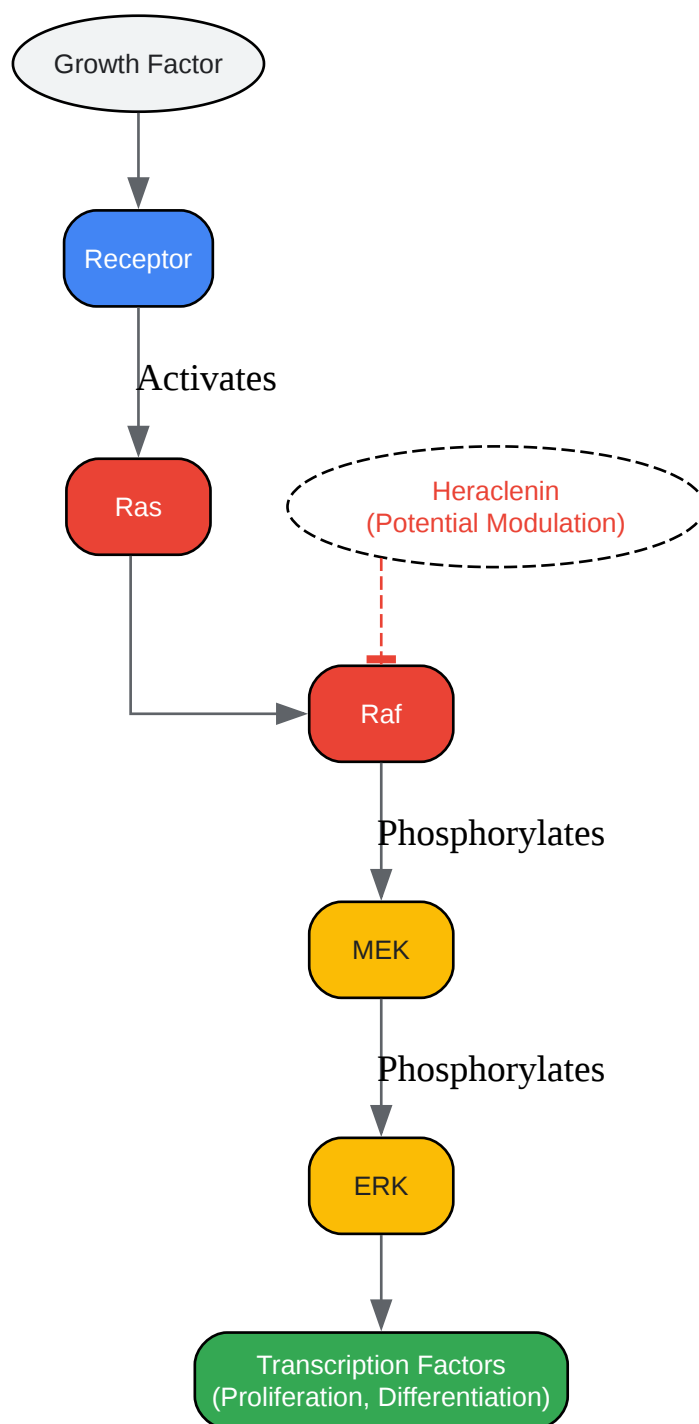 Growth Factor
Receptor
Activates
Ras
Heraclenin
(Potential Modulation)
Raf
Phosphorylates
MEK
Phosphorylates
ERK
Transcription Factors
(Proliferation, Differentiation)